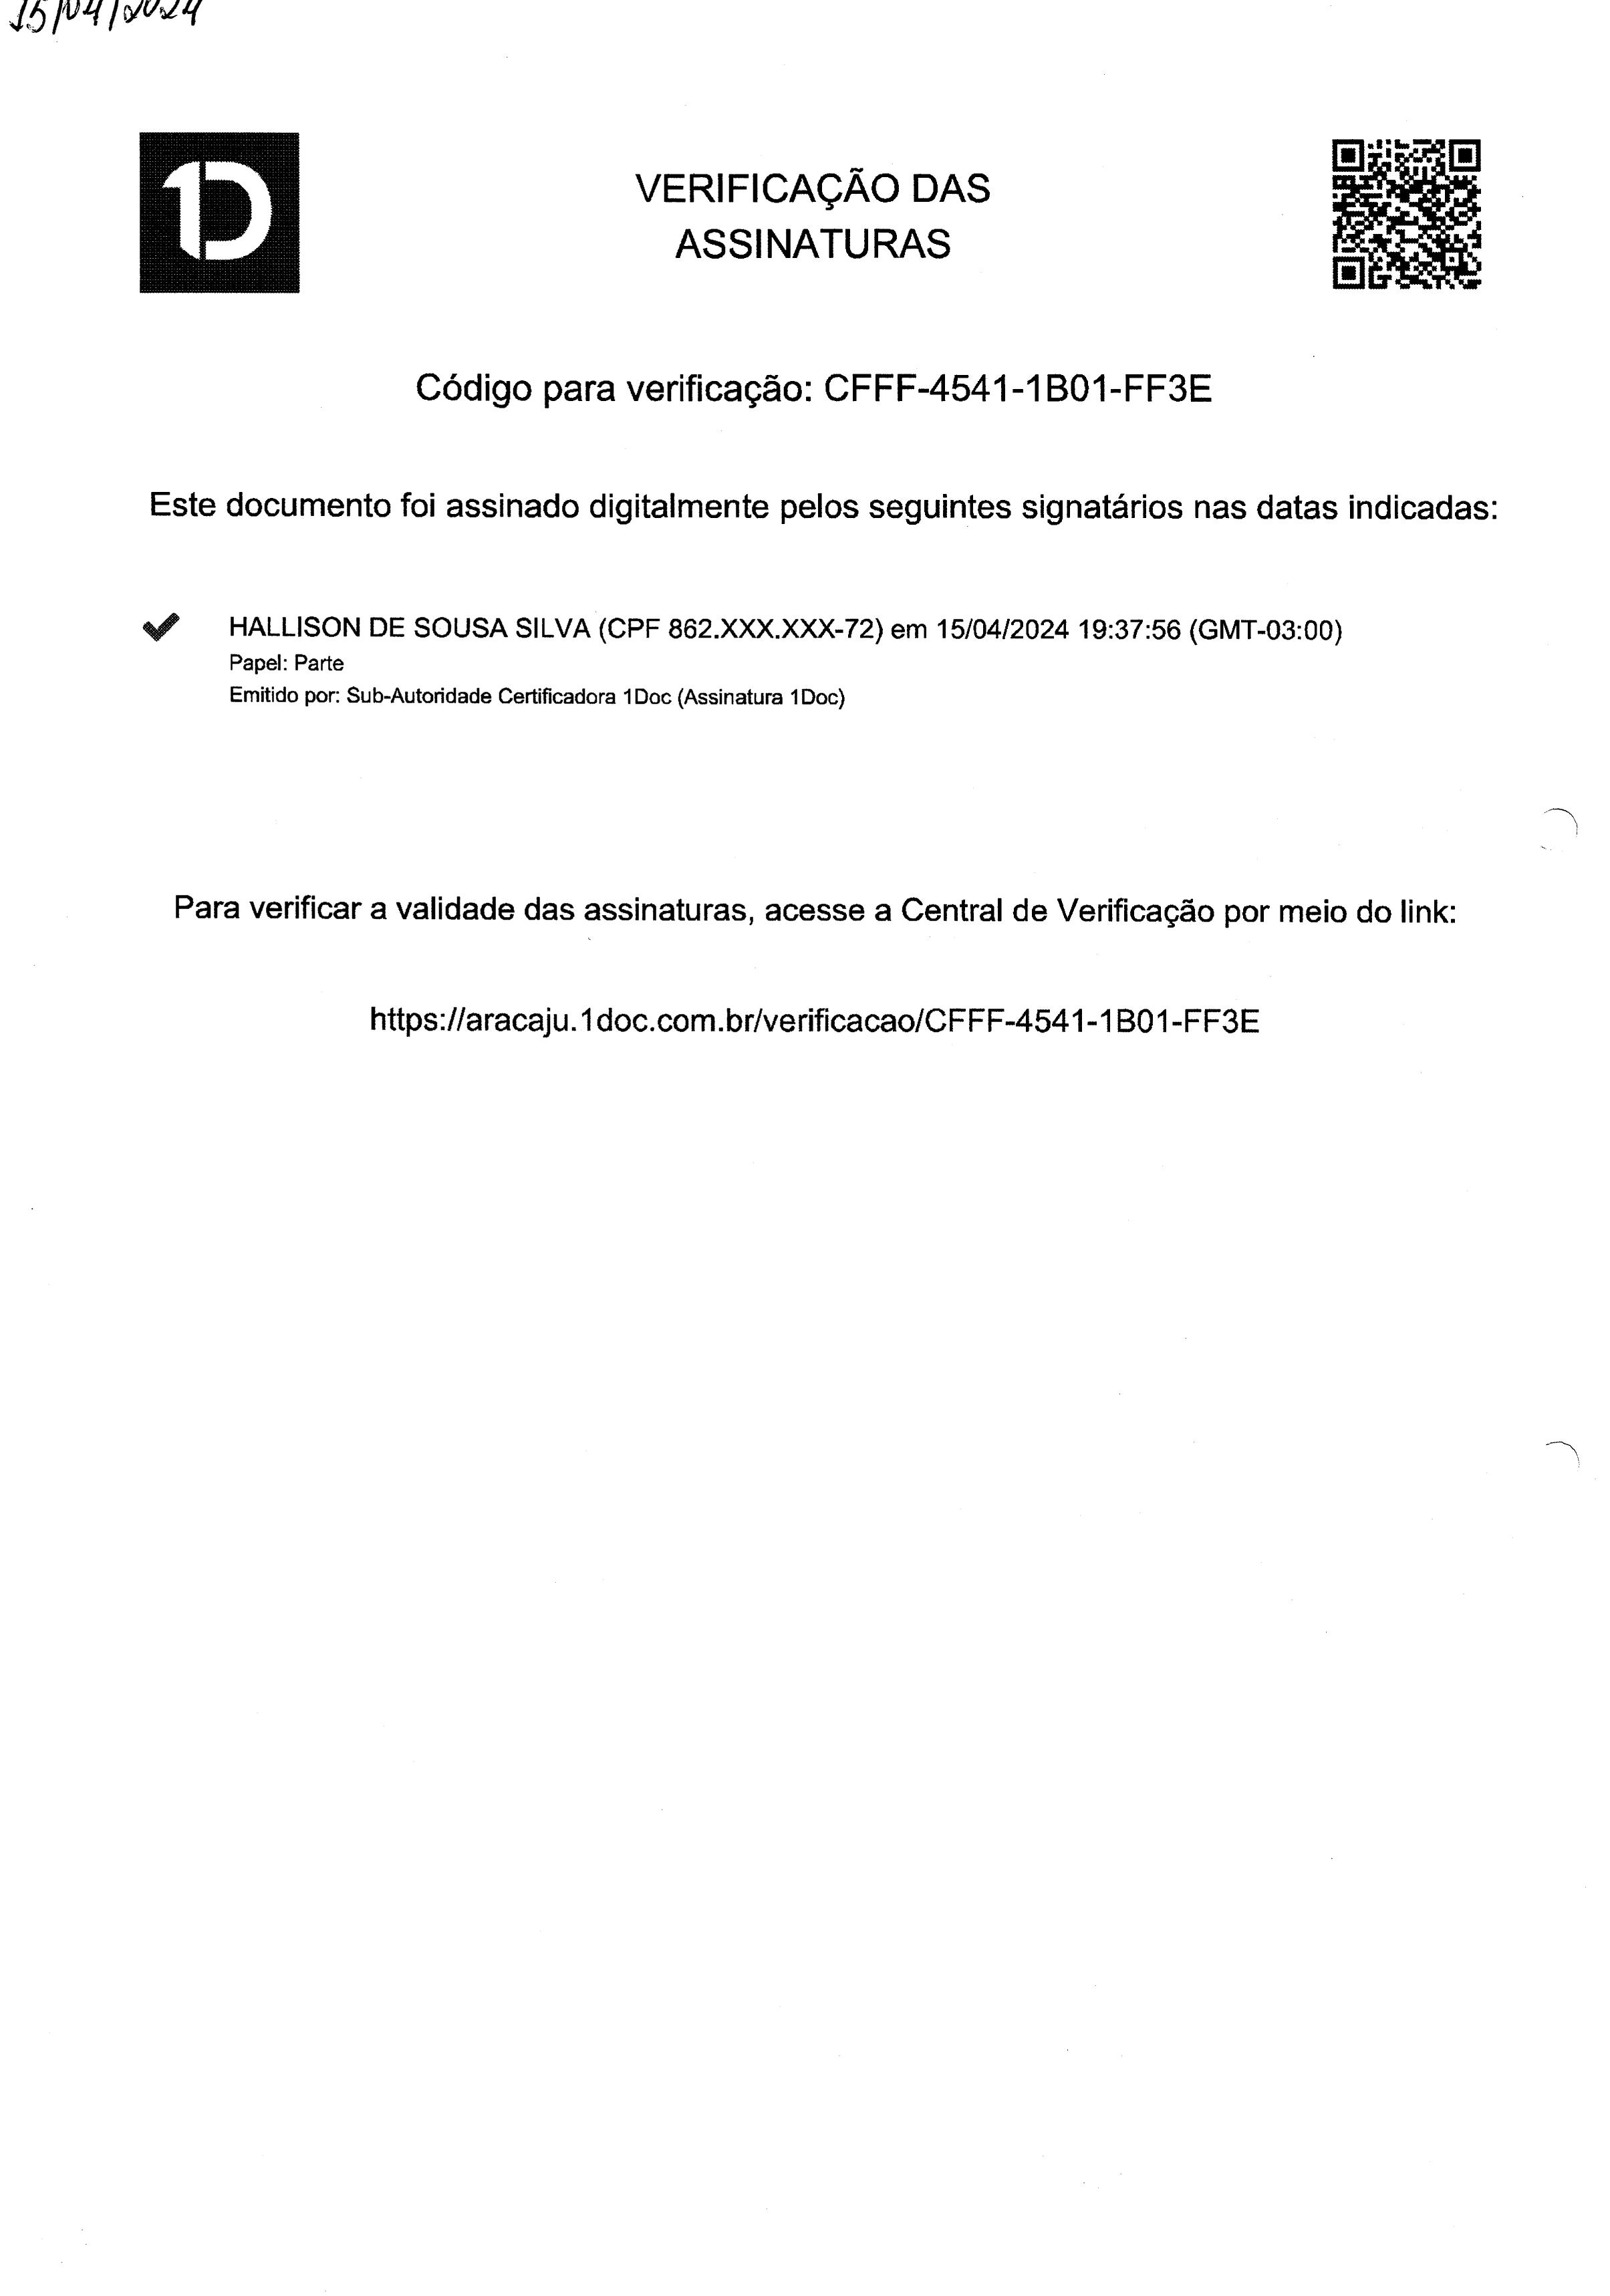 15/04/2024
1D
VERIFICAÇÃO DAS
ASSINATURAS
Código para verificação: CFFF-4541-1B01-FF3E
Este documento foi assinado digitalmente pelos seguintes signatários nas datas indicadas:
HALLISON DE SOUSA SILVA (CPF 862.XXX.XXX-72) em 15/04/2024 19:37:56 (GMT-03:00)
Papel: Parte
Emitido por: Sub-Autoridade Certificadora 1Doc (Assinatura 1Doc)
Para verificar a validade das assinaturas, acesse a Central de Verificação por meio do link:
https://aracaju.1doc.com.br/verificacao/CFFF-4541-1B01-FF3E